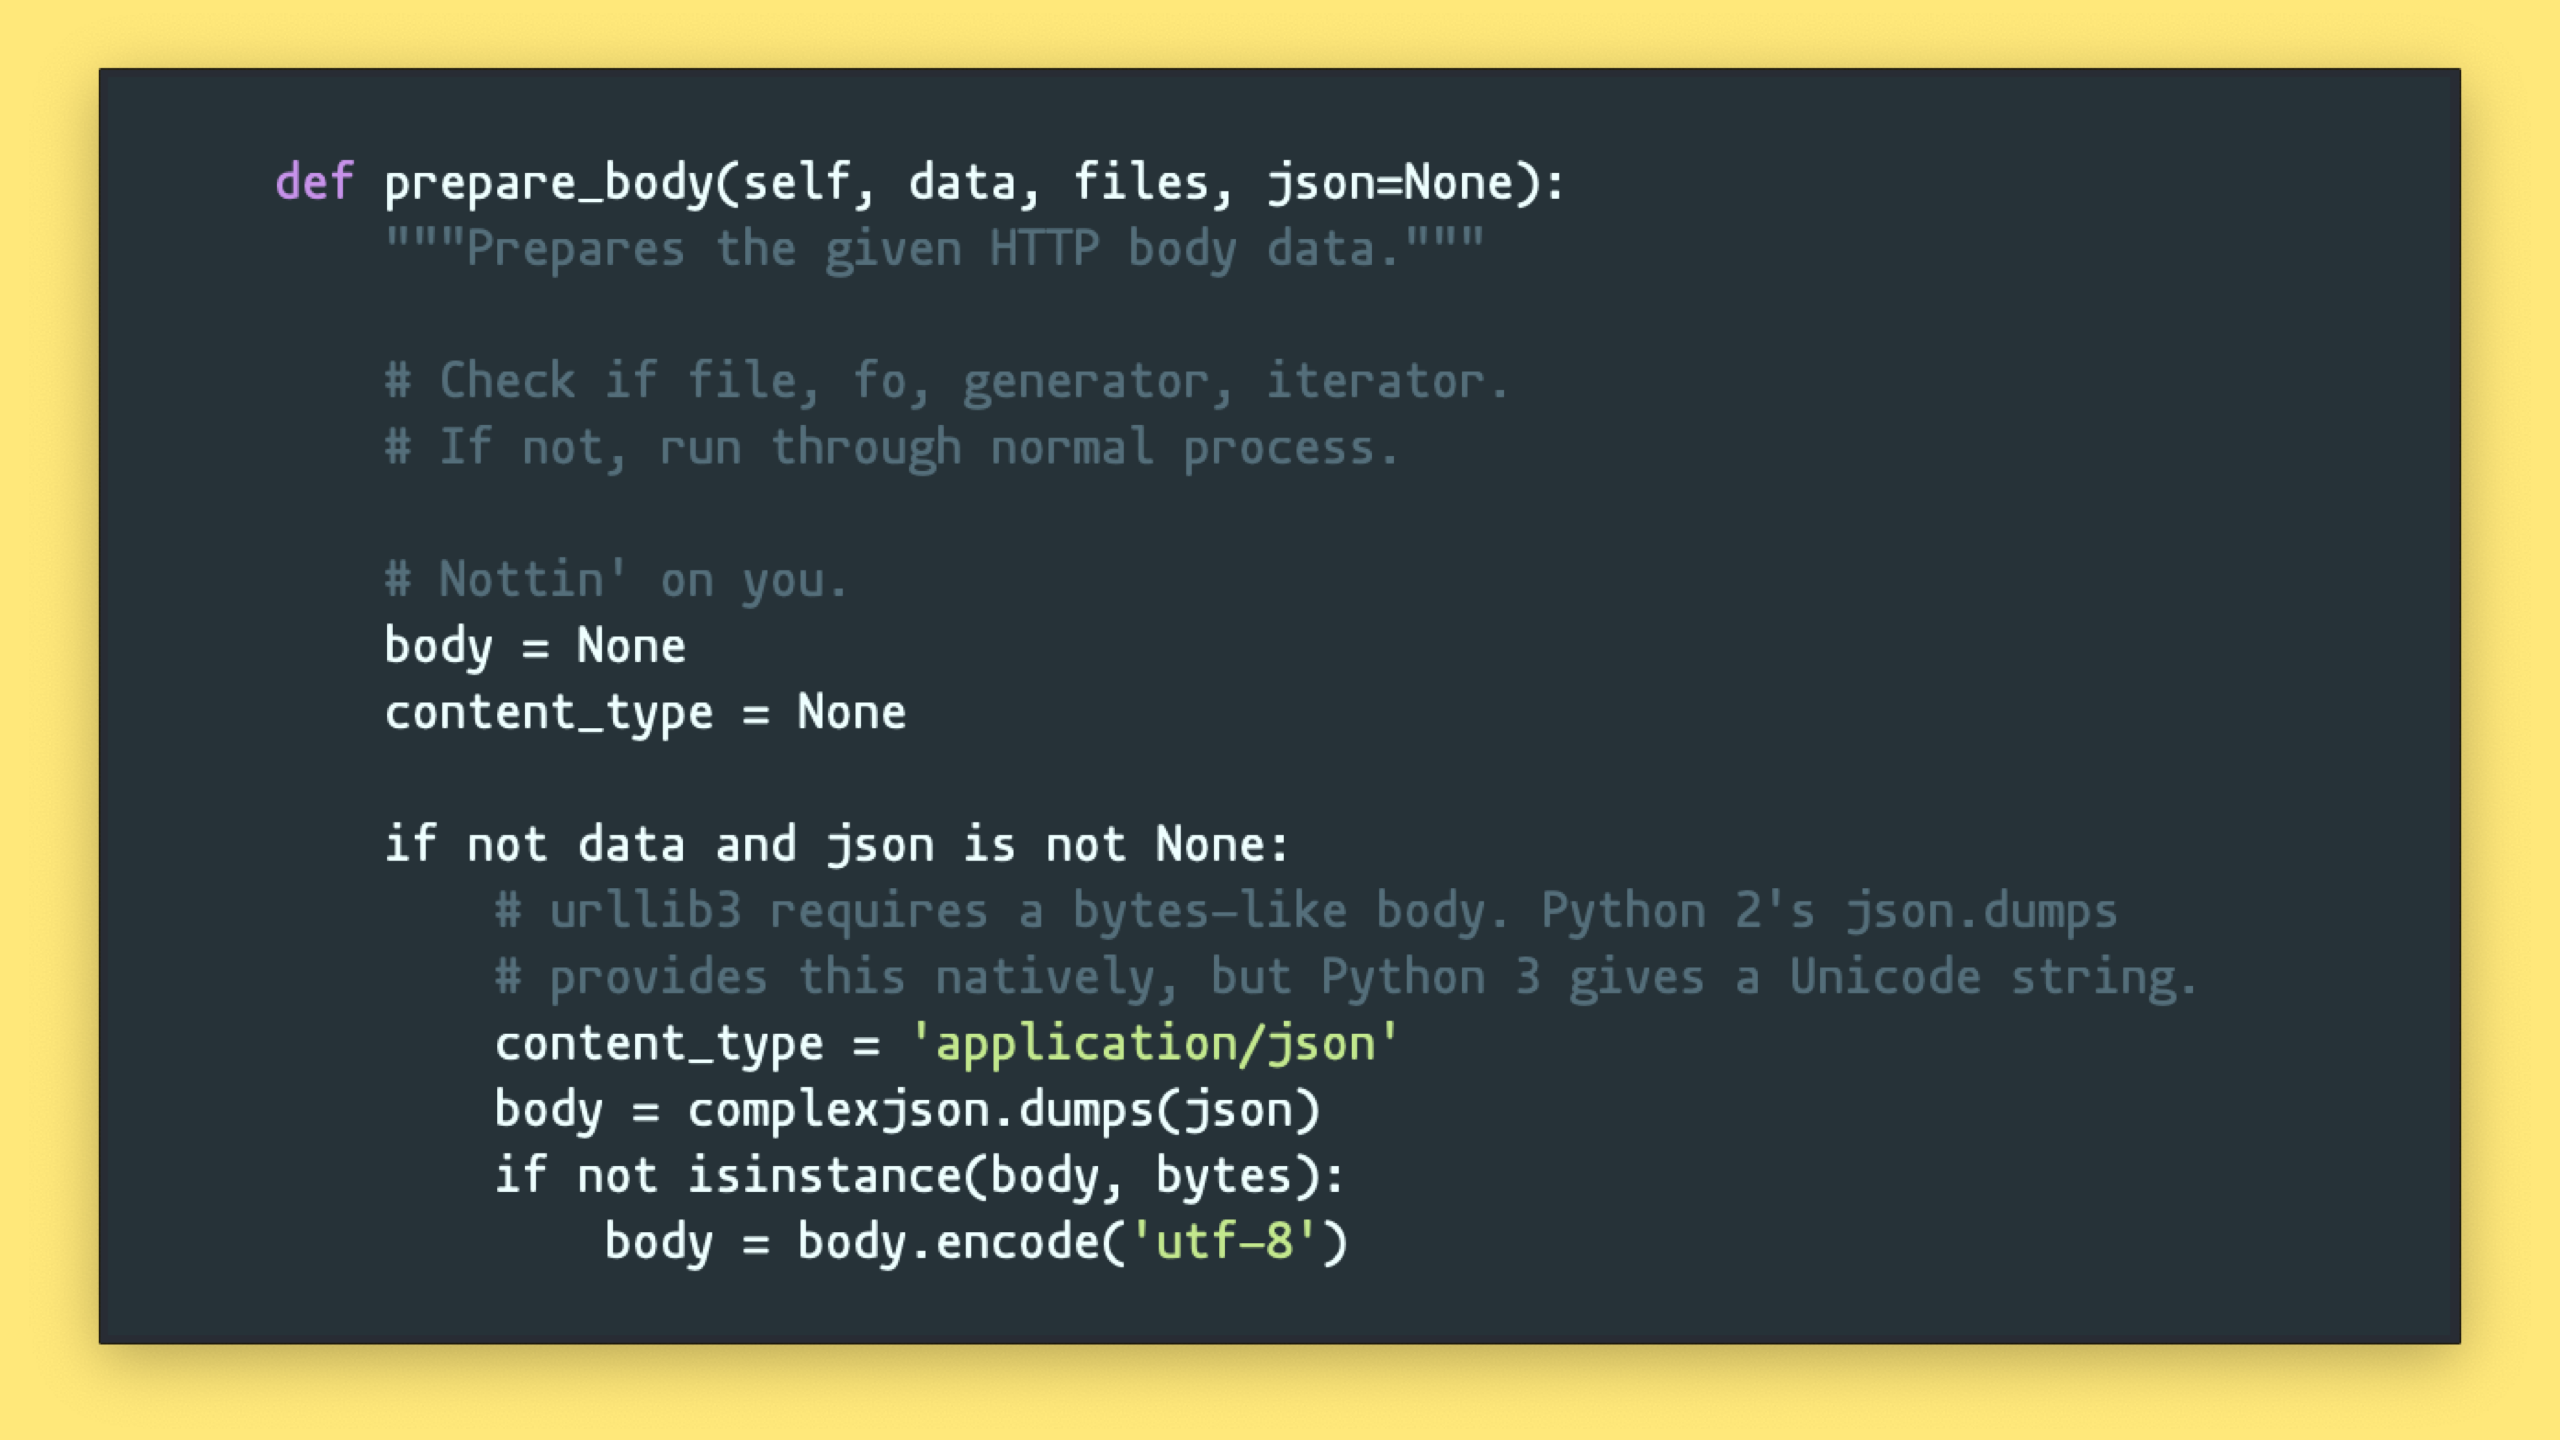 def prepare_body(self, data, files, json=None):
"""Prepares the given HTTP body data."""
# Check if file, fo, generator, iterator.
# If not, run through normal process.
# Nottin' on you.
body = None
content_type = None
if not data and json is not None:
# urllib3 requires a bytes-like body. Python 2's json.dumps
# provides this natively, but Python 3 gives a Unicode string.
content_type = 'application/json'
body = complexjson.dumps(json)
if not isinstance(body, bytes):
body = body.encode('utf-8')